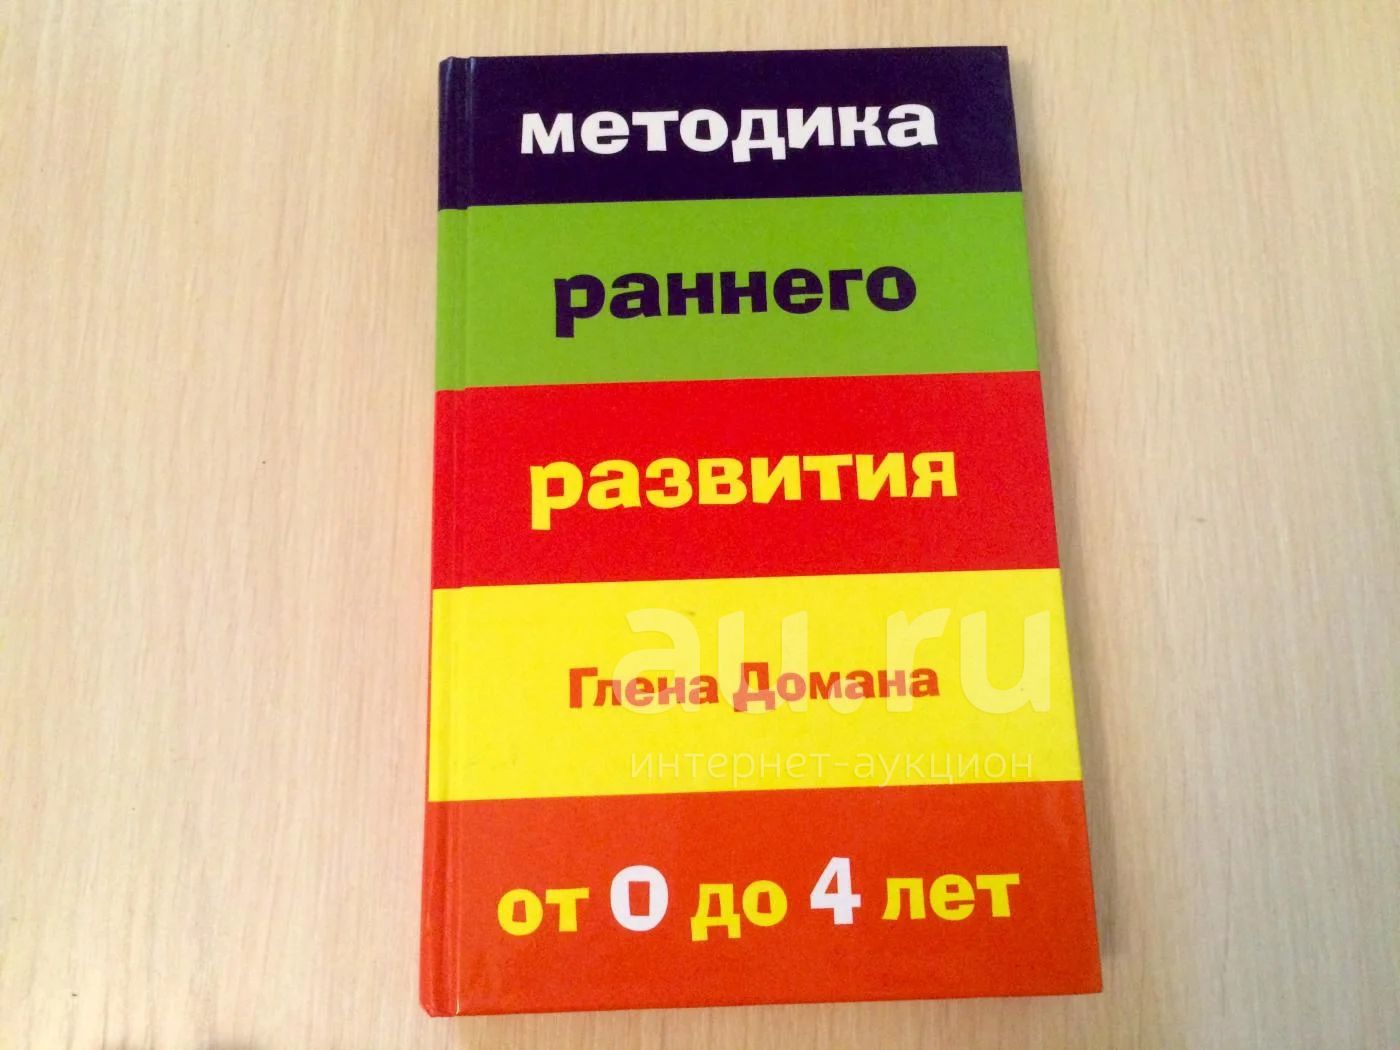 методика
раннего
развития
Глена Домана
au.ru
интернет-аукцион
от 0 до 4 лет